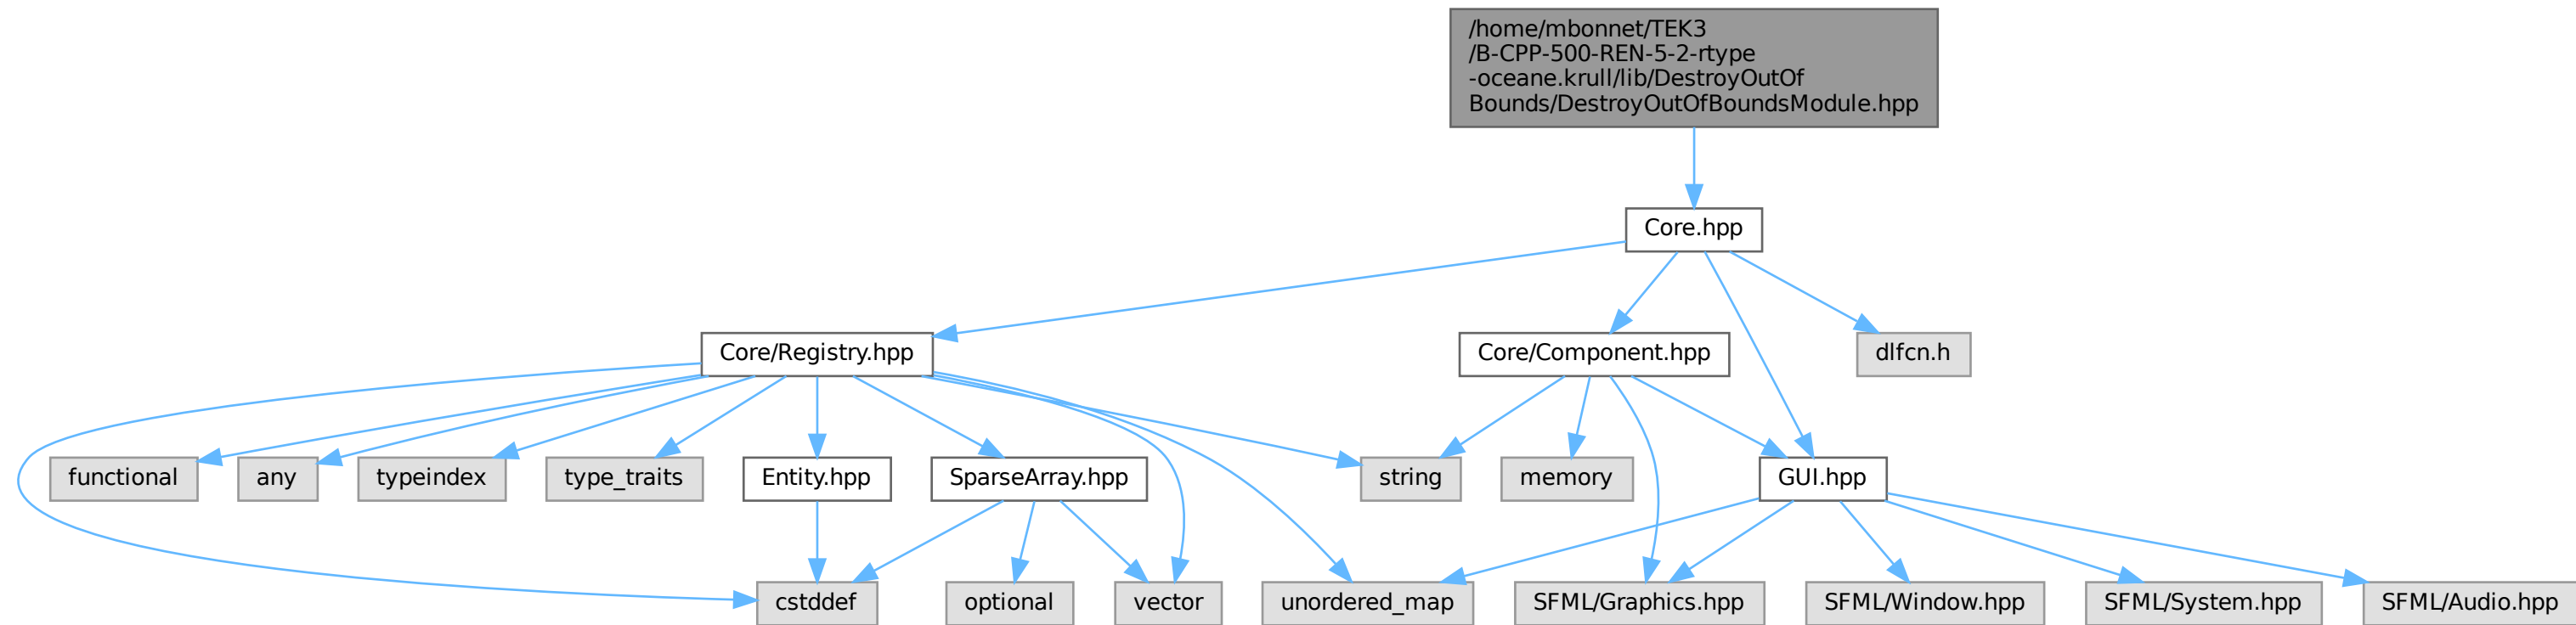 /home/mbonnet/TEK3
/B-CPP-500-REN-5-2-rtype
-oceane.krull/lib/DestroyOutOf
Bounds/DestroyOutOfBoundsModule.hpp
Core.hpp
Core/Registry.hpp
Core/Component.hpp
dlfcn.h
functional
any
typeindex
type_traits
Entity.hpp
SparseArray.hpp
string
memory
GUI.hpp
cstddef
optional
vector
unordered_map
SFML/Graphics.hpp
SFML/Window.hpp
SFML/System.hpp
SFML/Audio.hpp